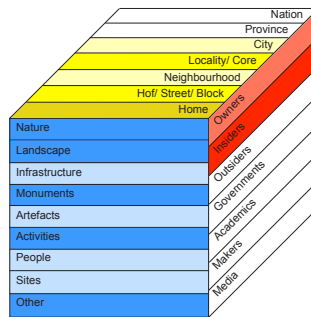 Nation
Province
City
Locality/ Core
Neighbourhood
Hof/ Street/ Block
Home
Nature
Landscape
Infrastructure
Monuments
Artefacts
Activities
People
Sites
Other
Owners
Insiders
Outsiders
Governments
Academics
Makers
Media